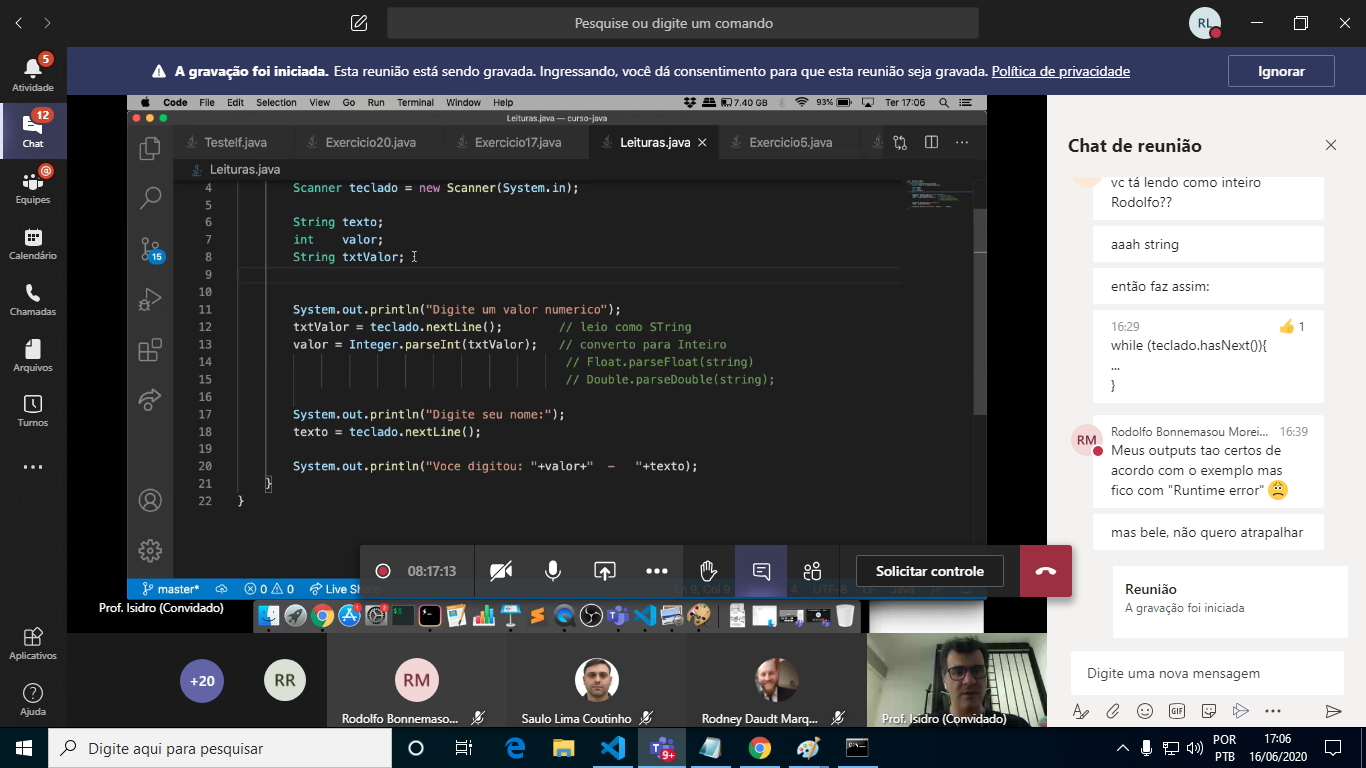 Pesquise ou digite um comando
RL
A gravação foi iniciada. Esta reunião está sendo gravada. Ingressando, você dá consentimento para que esta reunião seja gravada. Política de privacidade
Ignorar
5
Atividade
12
Chat
@
Equipes
Calendário
Chamadas
Arquivos
Turnos
Aplicativos
Ajuda
Code File Edit Selection View Go Run Terminal Window Help
7.40 GB 93% Ter 17:06
Leituras.java — curso-java
TesteIf.java Exercicio20.java Exercicio17.java Leituras.java Exercicio5.java
Leituras.java
15
4 Scanner teclado = new Scanner(System.in);
5
6 String texto;
7 int valor;
8 String txtValor;
9
10
11 System.out.println("Digite um valor numerico");
12 txtValor = teclado.nextLine(); // leio como STring
13 valor = Integer.parseInt(txtValor); // converto para Inteiro
14 // Float.parseFloat(string)
15 // Double.parseDouble(string);
16
17 System.out.println("Digite seu nome:");
18 texto = teclado.nextLine();
19
20 System.out.println("Voce digitou: "+valor+" - "+texto);
21 }
22 }
08:17:13
Solicitar controle
master* 0 0 Live Sh
Ln 9, Col 9 4 UTF-8 LF Java
Prof. Isidro (Convidado)
+20
RR
RM
Rodolfo Bonnemaso...
Saulo Lima Coutinho
Rodney Daudt Marq...
Prof. Isidro (Convidado)
Chat de reunião
vc tá lendo como inteiro
Rodolfo??
aaah string
então faz assim:
16:29 1
while (teclado.hasNext()){
...
}
RM
Rodolfo Bonnemasou Morei... 16:39
Meus outputs tao certos de
acordo com o exemplo mas
fico com "Runtime error"
mas bele, não quero atrapalhar
Reunião
A gravação foi iniciada
Digite uma nova mensagem
GIF
Digite aqui para pesquisar
9+
POR
PTB
17:06
16/06/2020